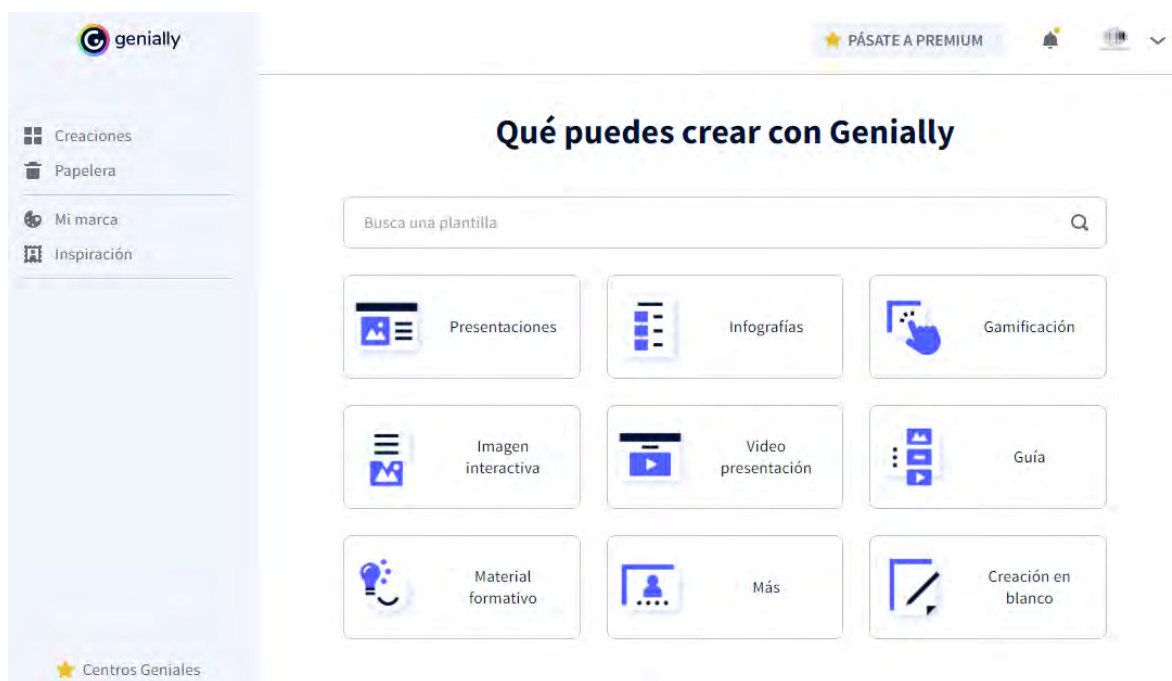 genially
PÁSATE A PREMIUM
Creaciones
Papelera
Mi marca
Inspiración
Centros Geniales
Qué puedes crear con Genially
Busca una plantilla
Presentaciones
Infografías
Gamificación
Imagen
interactiva
Video
presentación
Guía
Material
formativo
Más
Creación en
blanco